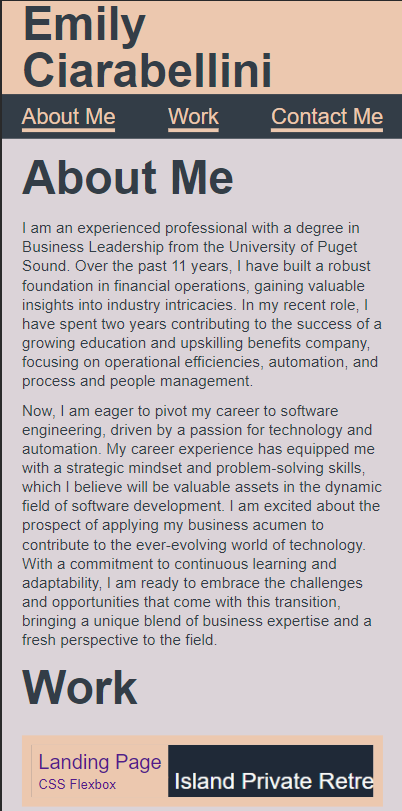 Emily
Ciarabellini
About Me Work Contact Me
About Me
I am an experienced professional with a degree in
Business Leadership from the University of Puget
Sound. Over the past 11 years, I have built a robust
foundation in financial operations, gaining valuable
insights into industry intricacies. In my recent role, I
have spent two years contributing to the success of a
growing education and upskilling benefits company,
focusing on operational efficiencies, automation, and
process and people management.
Now, I am eager to pivot my career to software
engineering, driven by a passion for technology and
automation. My career experience has equipped me
with a strategic mindset and problem-solving skills,
which I believe will be valuable assets in the dynamic
field of software development. I am excited about the
prospect of applying my business acumen to
contribute to the ever-evolving world of technology.
With a commitment to continuous learning and
adaptability, I am ready to embrace the challenges
and opportunities that come with this transition,
bringing a unique blend of business expertise and a
fresh perspective to the field.
Work
Landing Page
CSS Flexbox
Island Private Retre